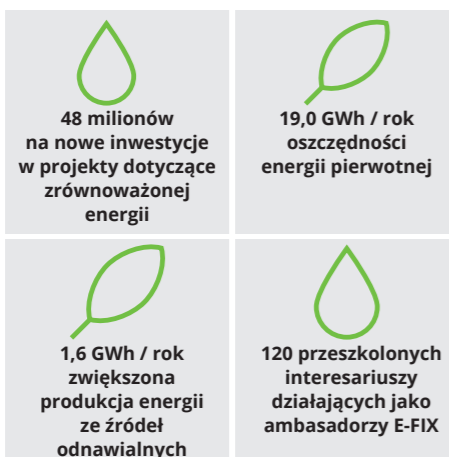 48 milionów
na nowe inwestycje
w projekty dotyczące
zrównoważonej
energii
19,0 GWh / rok
oszczędności
energii pierwotnej
1,6 GWh / rok
zwiększona
produkcja energii
ze źródeł
odnawialnych
120 przeszkolonych
interesariuszy
działających jako
ambasadorzy E-FIX